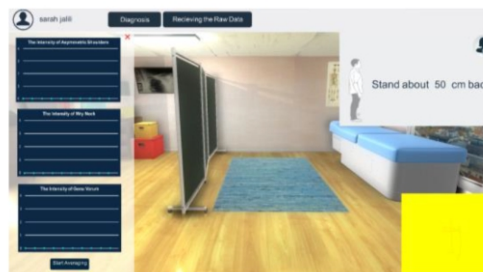 sarah jalili
Diagnosis
Recieving the Raw Data
The Intensity of Asymmetric Shoulders
The Intensity of Wry Neck
The Intensity of Genu Varum
Start Averaging
Stand about 50 cm bac